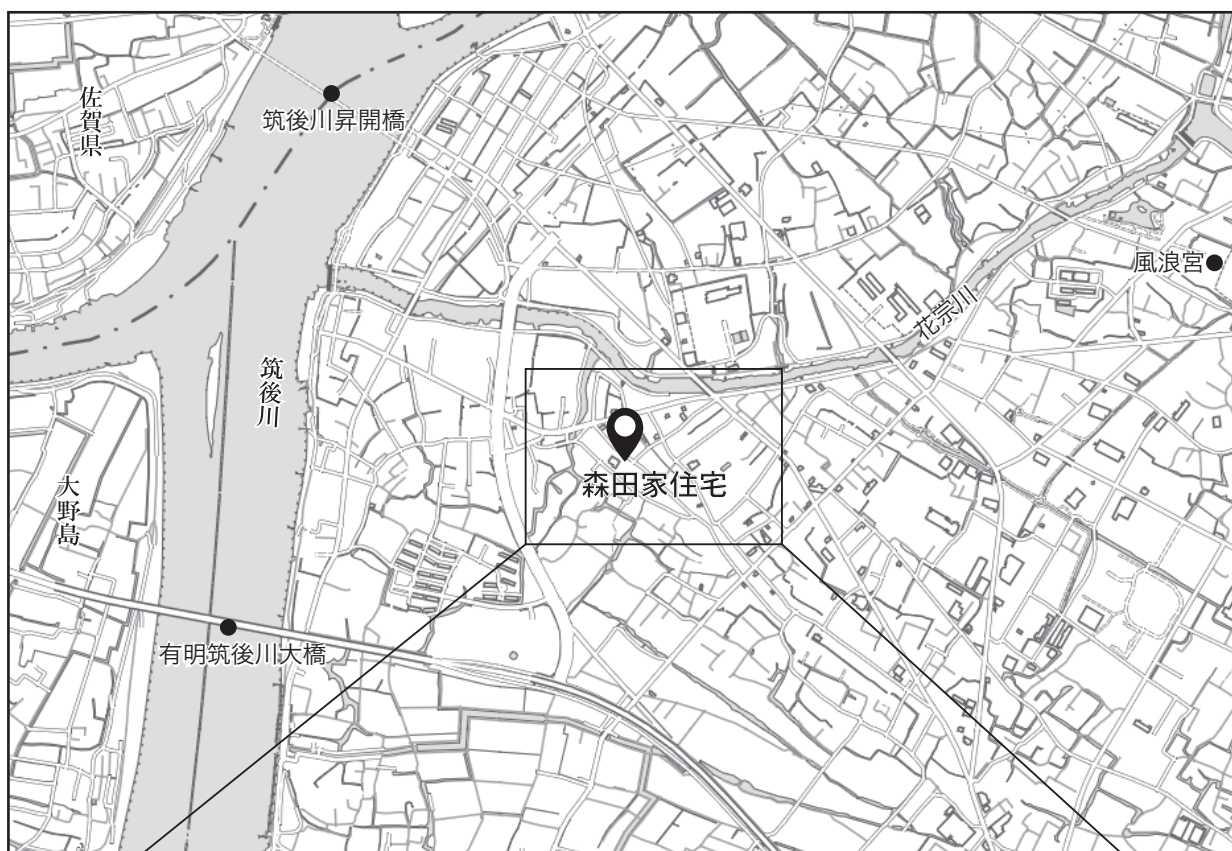 佐賀県
筑後川昇開橋
風浪宮
花宗川
筑後川
森田家住宅
大野島
有明筑後川大橋